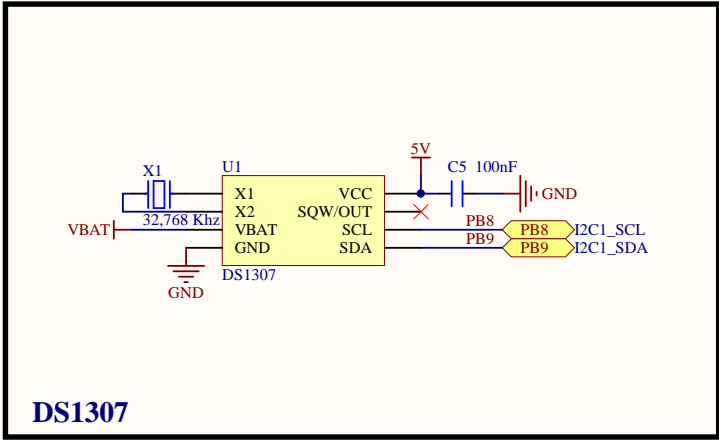 5V
X1
U1
C5 100nF
X1
VCC
GND
X2
SQW/OUT
32,768 Khz
PB8
VBAT
VBAT
SCL
PB8
I2C1_SCL
PB9
GND
SDA
PB9
I2C1_SDA
DS1307
GND
DS1307